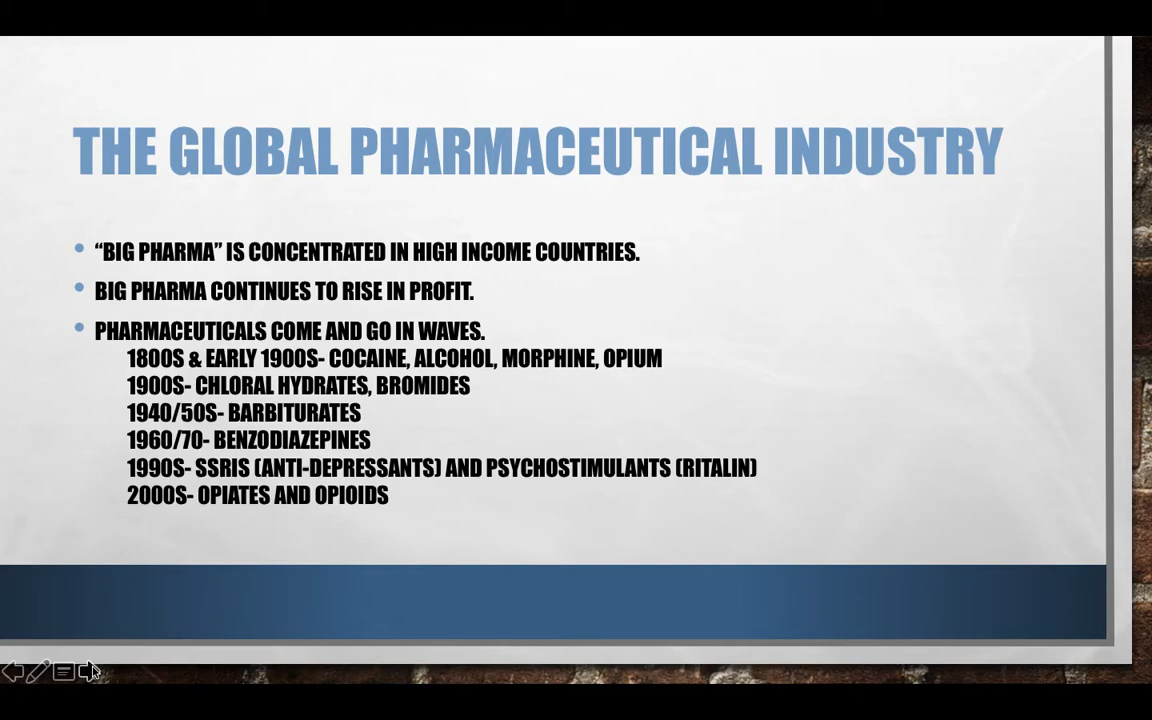 THE GLOBAL PHARMACEUTICAL INDUSTRY
• “BIG PHARMA” IS CONCENTRATED IN HIGH INCOME COUNTRIES.
• BIG PHARMA CONTINUES TO RISE IN PROFIT.
• PHARMACEUTICALS COME AND GO IN WAVES.
1800S & EARLY 1900S- COCAINE, ALCOHOL, MORPHINE, OPIUM
1900S- CHLORAL HYDRATES, BROMIDES
1940/50S- BARBITURATES
1960/70- BENZODIAZEPINES
1990S- SSRIS (ANTI-DEPRESSANTS) AND PSYCHOSTIMULANTS (RITALIN)
2000S- OPIATES AND OPIOIDS